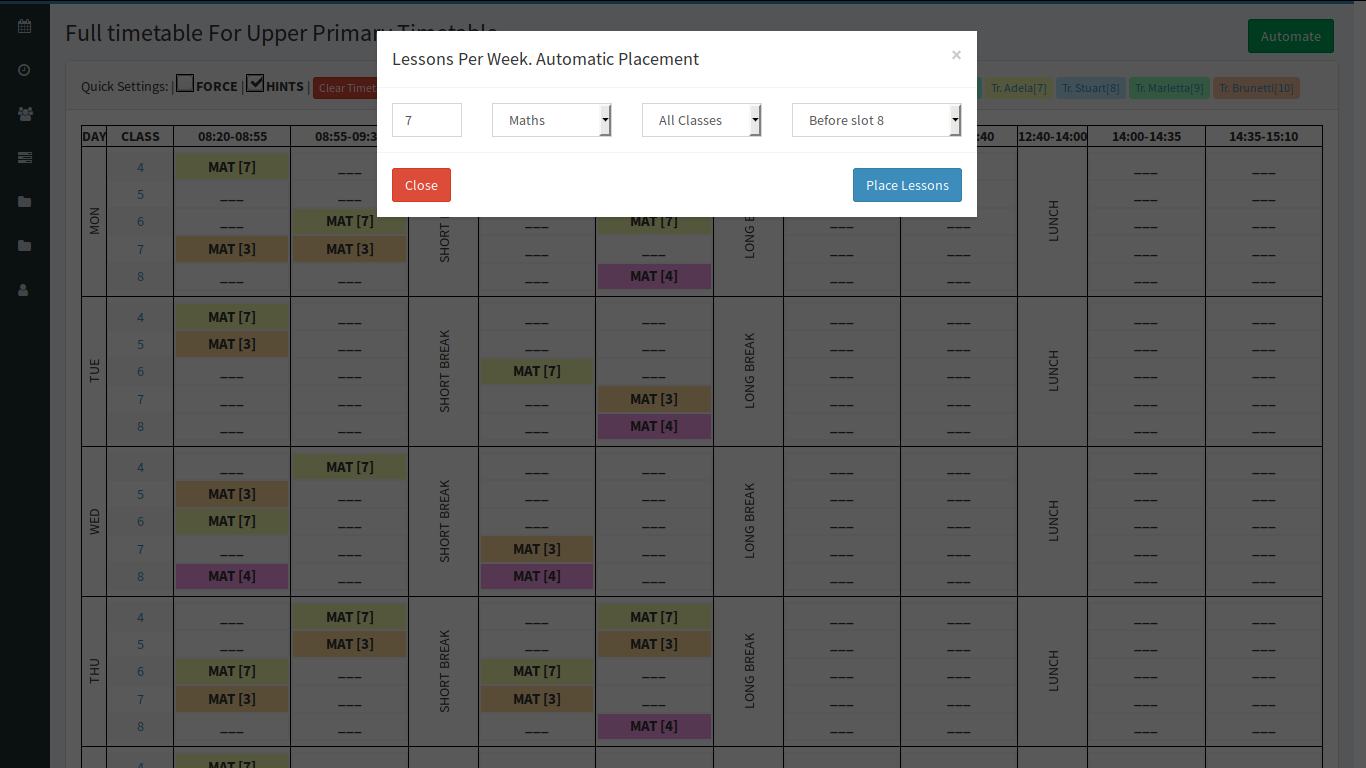 Full timetable For Upper Primary Timetable
Automate
Lessons Per Week. Automatic Placement
×
Quick Settings: | FORCE | HINTS | Clear Timet
Tr. Adela[7] Tr. Stuart[8] Tr. Marletta[9] Tr. Brunetti[10]
7 Maths All Classes Before slot 8
Close Place Lessons
DAY CLASS 08:20-08:55 08:55-09:3 :40 12:40-14:00 14:00-14:35 14:35-15:10
MON
4 MAT [7] ___ ___ ___
5 ___ ___ ___
6 ___ MAT [7] ___ MAT [7] ___ ___ ___ ___
7 MAT [3] MAT [3] ___ ___ ___ ___ ___ ___
8 ___ ___ ___ MAT [4] ___ ___ ___ ___
SHORT
LONG B
LUNCH
TUE
4 MAT [7] ___ ___ ___ ___ ___ ___ ___
5 MAT [3] ___ ___ ___ ___ ___ ___ ___
6 ___ ___ MAT [7] ___ ___ ___ ___ ___
7 ___ ___ ___ MAT [3] ___ ___ ___ ___
8 ___ ___ ___ MAT [4] ___ ___ ___ ___
SHORT BREAK
LONG BREAK
LUNCH
WED
4 ___ MAT [7] ___ ___ ___ ___ ___ ___
5 MAT [3] ___ ___ ___ ___ ___ ___ ___
6 MAT [7] ___ ___ ___ ___ ___ ___ ___
7 ___ ___ MAT [3] ___ ___ ___ ___ ___
8 MAT [4] ___ MAT [4] ___ ___ ___ ___ ___
SHORT BREAK
LONG BREAK
LUNCH
THU
4 ___ MAT [7] ___ MAT [7] ___ ___ ___ ___
5 ___ MAT [3] ___ MAT [3] ___ ___ ___ ___
6 MAT [7] ___ MAT [7] ___ ___ ___ ___ ___
7 MAT [3] ___ MAT [3] ___ ___ ___ ___ ___
8 ___ ___ ___ MAT [4] ___ ___ ___ ___
SHORT BREAK
LONG BREAK
LUNCH
4 MAT [7]